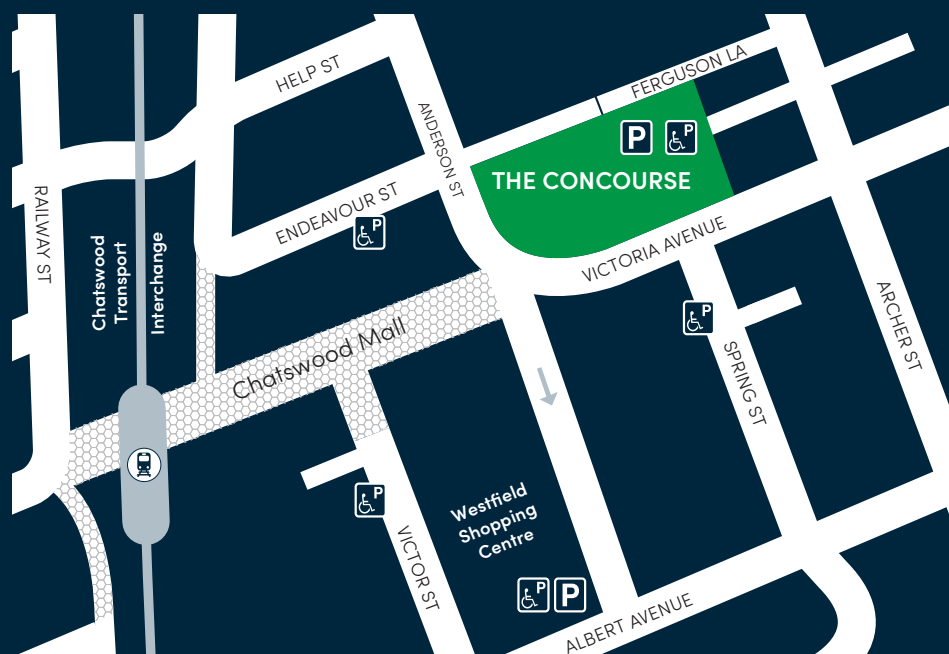 HELP ST
FERGUSON LA
ANDERSON ST
P
P
THE CONCOURSE
RAILWAY ST
ENDEAVOUR ST
P
VICTORIA AVENUE
Chatswood
Transport
Interchange
ARCHER ST
P
Chatswood Mall
SPRING ST
P
Westfield
Shopping
Centre
VICTOR ST
P
P
ALBERT AVENUE